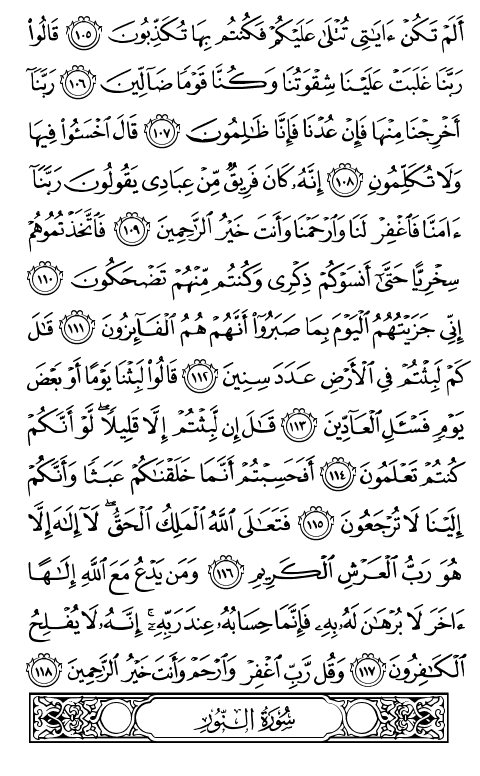 أَلَمْ تَكُنْ ءَايَٰتِى تُتْلَىٰ عَلَيْكُمْ فَكُنتُم بِهَا تُكَذِّبُونَ ١٠٥ قَالُوا۟
رَبَّنَا غَلَبَتْ عَلَيْنَا شِقْوَتُنَا وَكُنَّا قَوْمًا ضَآلِّينَ ١٠٦ رَبَّنَآ
أَخْرِجْنَا مِنْهَا فَإِنْ عُدْنَا فَإِنَّا ظَٰلِمُونَ ١٠٧ قَالَ ٱخْسَـُٔوا۟ فِيهَا
وَلَا تُكَلِّمُونِ ١٠٨ إِنَّهُۥ كَانَ فَرِيقٌ مِّنْ عِبَادِى يَقُولُونَ رَبَّنَآ
ءَامَنَّا فَٱغْفِرْ لَنَا وَٱرْحَمْنَا وَأَنتَ خَيْرُ ٱلرَّٰحِمِينَ ١٠٩ فَٱتَّخَذْتُمُوهُمْ
سِخْرِيًّا حَتَّىٰٓ أَنسَوْكُمْ ذِكْرِى وَكُنتُم مِّنْهُمْ تَضْحَكُونَ ١١٠
إِنِّى جَزَيْتُهُمُ ٱلْيَوْمَ بِمَا صَبَرُوٓا۟ أَنَّهُمْ هُمُ ٱلْفَآئِزُونَ ١١١ قَٰلَ
كَمْ لَبِثْتُمْ فِى ٱلْأَرْضِ عَدَدَ سِنِينَ ١١٢ قَالُوا۟ لَبِثْنَا يَوْمًا أَوْ بَعْضَ
يَوْمٍ فَسْـَٔلِ ٱلْعَآدِّينَ ١١٣ قَٰلَ إِن لَّبِثْتُمْ إِلَّا قَلِيلًا ۖ لَّوْ أَنَّكُمْ
كُنتُمْ تَعْلَمُونَ ١١٤ أَفَحَسِبْتُمْ أَنَّمَا خَلَقْنَٰكُمْ عَبَثًا وَأَنَّكُمْ
إِلَيْنَا لَا تُرْجَعُونَ ١١٥ فَتَعَٰلَى ٱللَّهُ ٱلْمَلِكُ ٱلْحَقُّ ۖ لَآ إِلَٰهَ إِلَّا
هُوَ رَبُّ ٱلْعَرْشِ ٱلْكَرِيمِ ١١٦ وَمَن يَدْعُ مَعَ ٱللَّهِ إِلَٰهًا
ءَاخَرَ لَا بُرْهَٰنَ لَهُۥ بِهِۦ فَإِنَّمَا حِسَابُهُۥ عِندَ رَبِّهِۦٓ ۚ إِنَّهُۥ لَا يُفْلِحُ
ٱلْكَٰفِرُونَ ١١٧ وَقُل رَّبِّ ٱغْفِرْ وَٱرْحَمْ وَأَنتَ خَيْرُ ٱلرَّٰحِمِينَ ١١٨
سُورَةُ النُّورِ